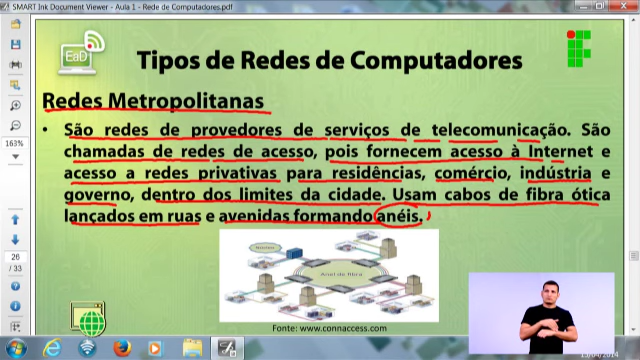 SMART Ink Document Viewer - Aula 1 - Rede de Computadores.pdf
EaD
Tipos de Redes de Computadores
Redes Metropolitanas
• São redes de provedores de serviços de telecomunicação. São
chamadas de redes de acesso, pois fornecem acesso à Internet e
acesso a redes privativas para residências, comércio, indústria e
governo, dentro dos limites da cidade. Usam cabos de fibra ótica
lançados em ruas e avenidas formando anéis.
163%
26
/ 33
Anel de fibra
Fonte: www.connaccess.com
15/04/2014